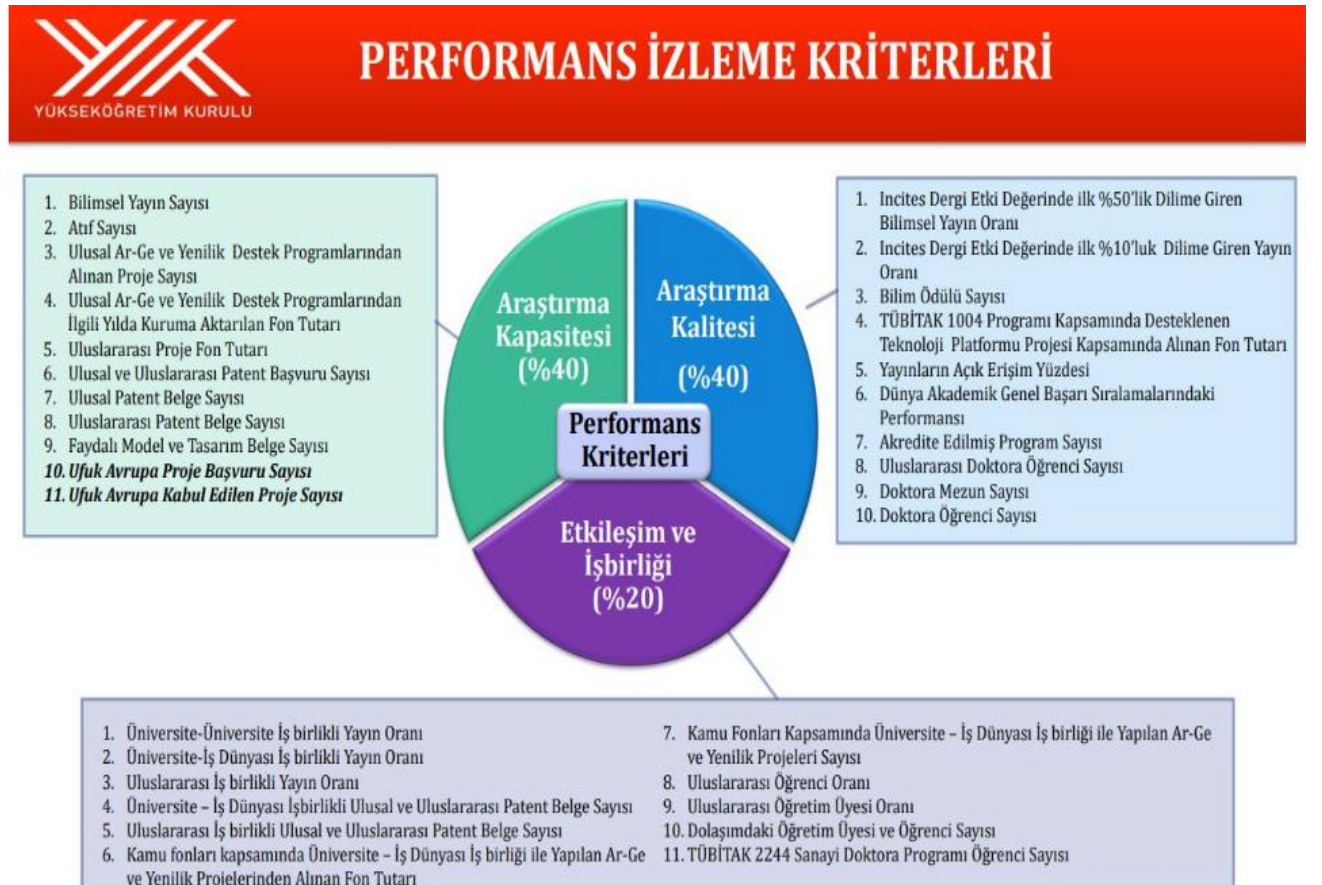 YÜKSEKÖĞRETİM KURULU
PERFORMANS İZLEME KRİTERLERİ
1. Bilimsel Yayın Sayısı
2. Atıf Sayısı
3. Ulusal Ar-Ge ve Yenilik Destek Programlarından
Alınan Proje Sayısı
4. Ulusal Ar-Ge ve Yenilik Destek Programlarından
İlgili Yılda Kuruma Aktarılan Fon Tutarı
5. Uluslararası Proje Fon Tutarı
6. Ulusal ve Uluslararası Patent Başvuru Sayısı
7. Ulusal Patent Belge Sayısı
8. Uluslararası Patent Belge Sayısı
9. Faydalı Model ve Tasarım Belge Sayısı
10. Ufuk Avrupa Proje Başvuru Sayısı
11. Ufuk Avrupa Kabul Edilen Proje Sayısı
Araştırma
Kapasitesi
(%40)
Araştırma
Kalitesi
(%40)
Performans
Kriterleri
Etkileşim ve
İşbirliği
(%20)
1. Incites Dergi Etki Değerinde ilk %50'lik Dilime Giren
Bilimsel Yayın Oranı
2. Incites Dergi Etki Değerinde ilk %10'luk Dilime Giren Yayın
Oranı
3. Bilim Ödülü Sayısı
4. TÜBİTAK 1004 Programı Kapsamında Desteklenen
Teknoloji Platformu Projesi Kapsamında Alınan Fon Tutarı
5. Yayınların Açık Erişim Yüzdesi
6. Dünya Akademik Genel Başarı Sıralamalarındaki
Performansı
7. Akredite Edilmiş Program Sayısı
8. Uluslararası Doktora Öğrenci Sayısı
9. Doktora Mezun Sayısı
10. Doktora Öğrenci Sayısı
1. Üniversite-Üniversite İş birlikli Yayın Oranı
2. Üniversite-İş Dünyası İş birlikli Yayın Oranı
3. Uluslararası İş birlikli Yayın Oranı
4. Üniversite – İş Dünyası İşbirlikli Ulusal ve Uluslararası Patent Belge Sayısı
5. Uluslararası İş birlikli Ulusal ve Uluslararası Patent Belge Sayısı
6. Kamu fonları kapsamında Üniversite – İş Dünyası İş birliği ile Yapılan Ar-Ge
ve Yenilik Projelerinden Alınan Fon Tutarı
7. Kamu Fonları Kapsamında Üniversite – İş Dünyası İş birliği ile Yapılan Ar-Ge
ve Yenilik Projeleri Sayısı
8. Uluslararası Öğrenci Oranı
9. Uluslararası Öğretim Üyesi Oranı
10. Dolaşımdaki Öğretim Üyesi ve Öğrenci Sayısı
11. TÜBİTAK 2244 Sanayi Doktora Programı Öğrenci Sayısı